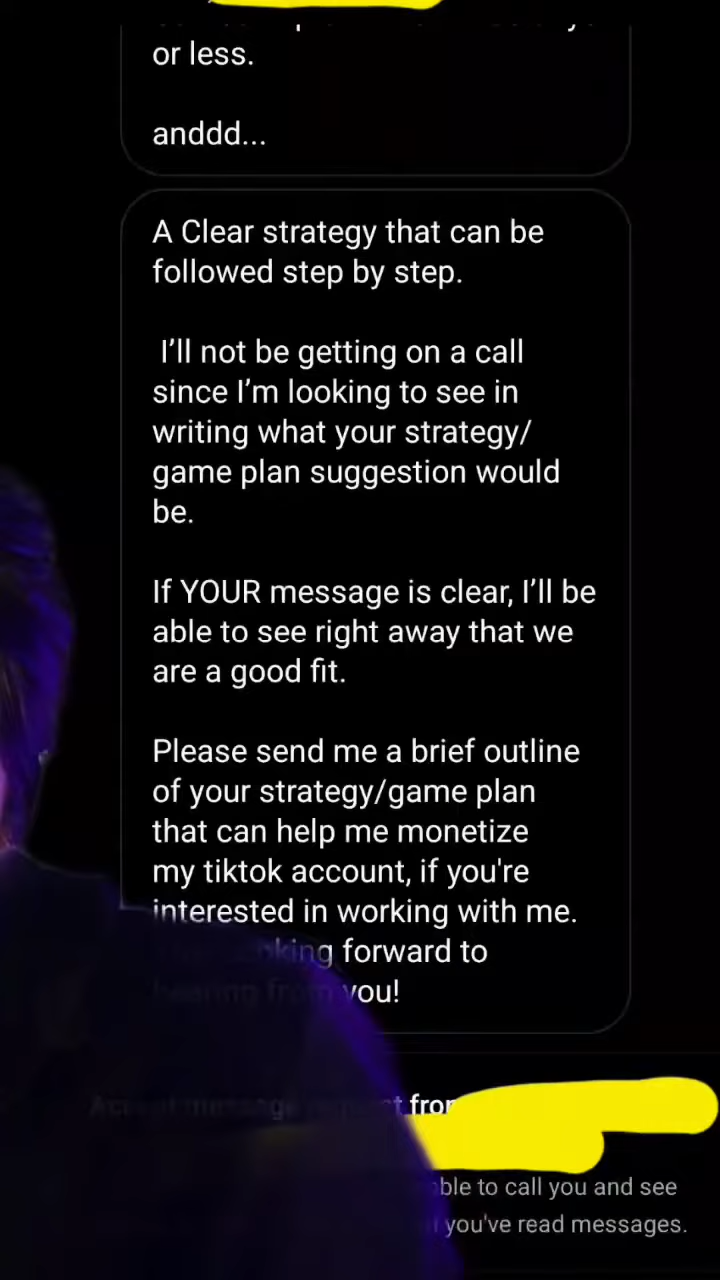 or less.
anddd...
A Clear strategy that can be
followed step by step.
I’ll not be getting on a call
since I’m looking to see in
writing what your strategy/
game plan suggestion would
be.
If YOUR message is clear, I’ll be
able to see right away that we
are a good fit.
Please send me a brief outline
of your strategy/game plan
that can help me monetize
my tiktok account, if you're
interested in working with me.
forward to
you!
able to call you and see
you've read messages.